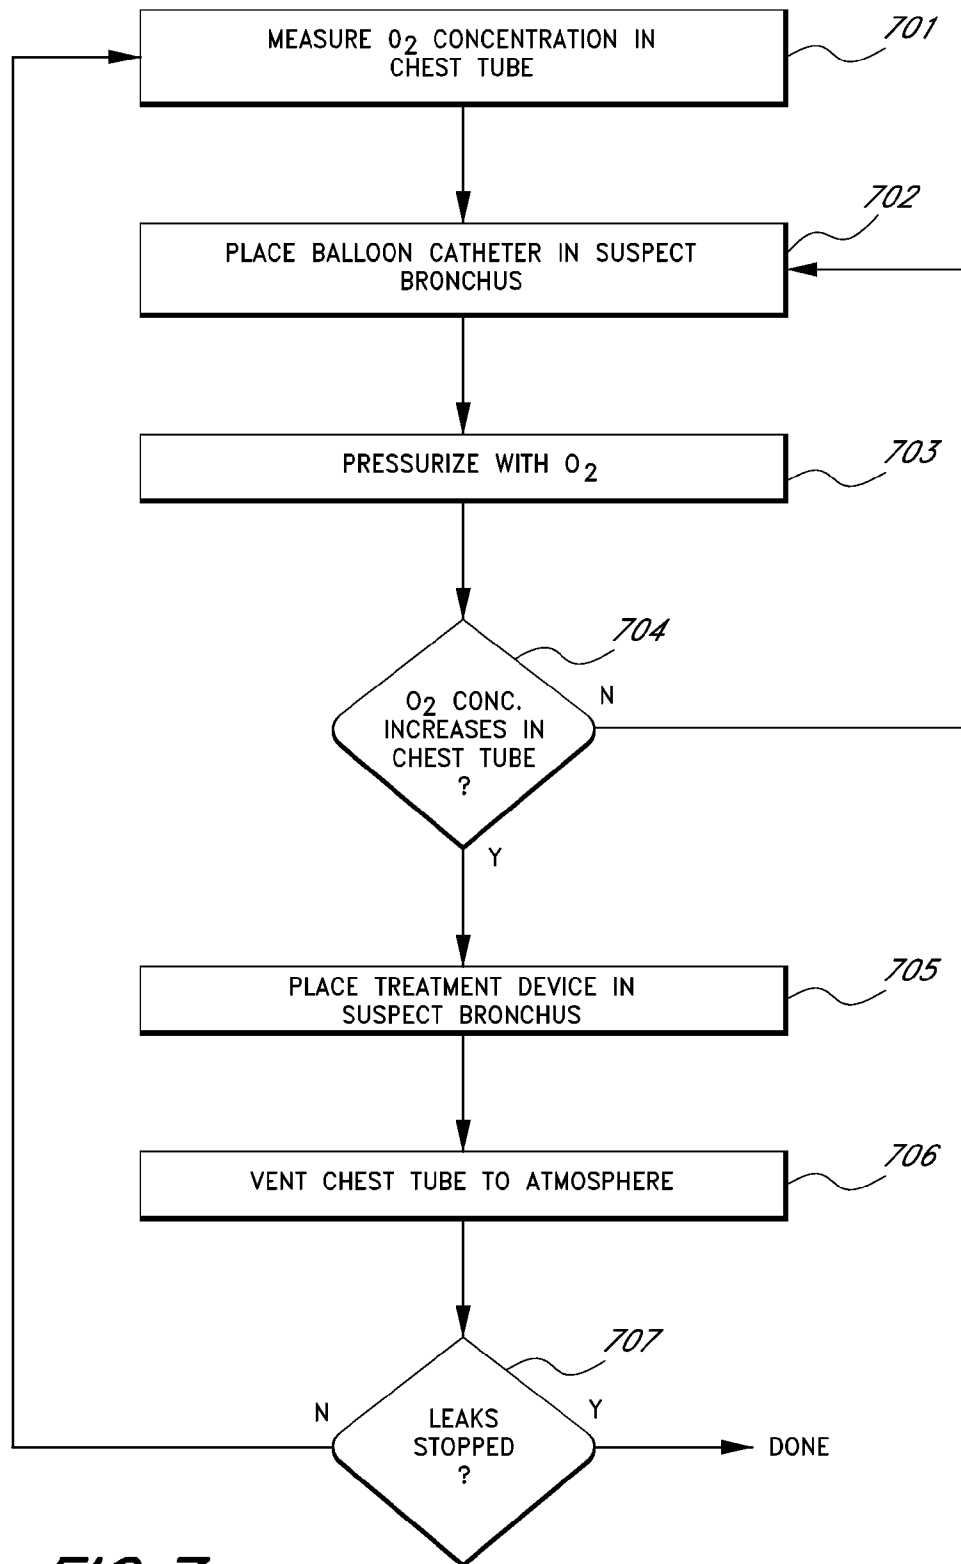 MEASURE O2 CONCENTRATION IN
CHEST TUBE
701
PLACE BALLOON CATHETER IN SUSPECT
BRONCHUS
702
PRESSURIZE WITH O2
703
O2 CONC.
INCREASES IN
CHEST TUBE
?
704
N
Y
PLACE TREATMENT DEVICE IN
SUSPECT BRONCHUS
705
VENT CHEST TUBE TO ATMOSPHERE
706
LEAKS
STOPPED
?
707
N
Y
DONE
FIG. 7